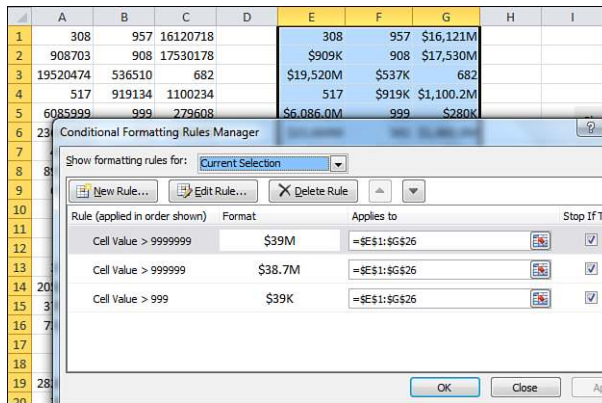 A B C D E F G H I
1 308 957 16120718 308 957 $16,121M
2 908703 908 17530178 $909K 908 $17,530M
3 19520474 536510 682 $19,520M $537K 682
4 517 919134 1100234 517 $919K $1,100.2M
5 6085999 999 279608 $6,086.0M 999 $280K
6 Conditional Formatting Rules Manager ?
7 Show formatting rules for: Current Selection
8
9 New Rule... Edit Rule... Delete Rule
10 Rule (applied in order shown) Format Applies to Stop If T
11
12 Cell Value > 9999999 $39M =$E$1:$G$26
13
14 Cell Value > 999999 $38.7M =$E$1:$G$26
15
16 Cell Value > 999 $39K =$E$1:$G$26
17
18
19 OK Close
20